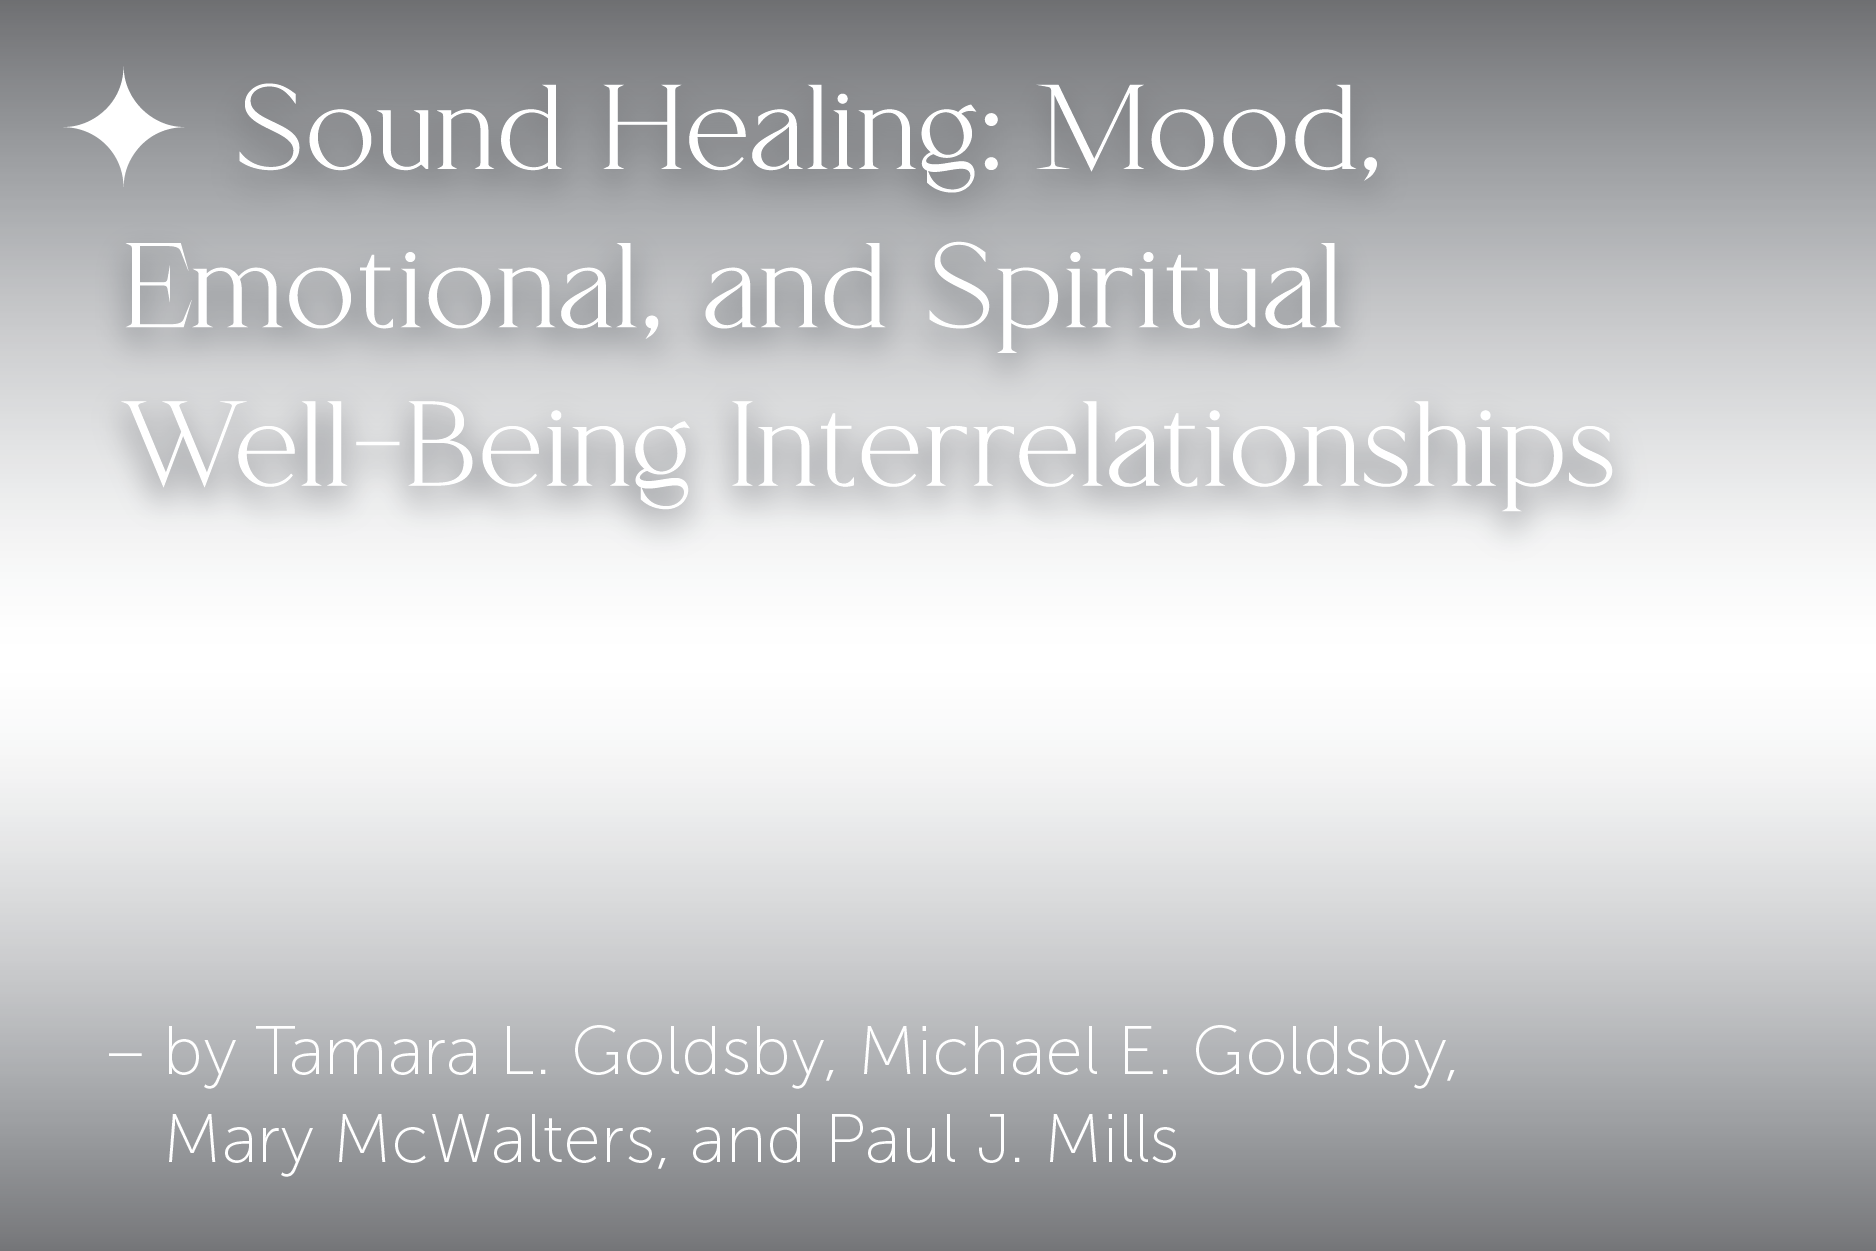 Sound Healing: Mood,
Emotional, and Spiritual
Well-Being Interrelationships
– by Tamara L. Goldsby, Michael E. Goldsby,
Mary McWalters, and Paul J. Mills